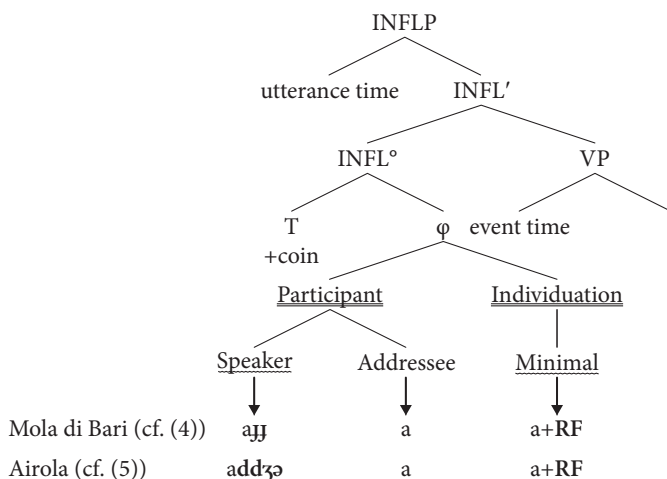 INFLP
utterance time INFL′
INFL° VP
T φ event time
+coin
Participant Individuation
Speaker Addressee Minimal
Mola di Bari (cf. (4)) aɟɟ a a+RF
Airola (cf. (5)) addʒə a a+RF